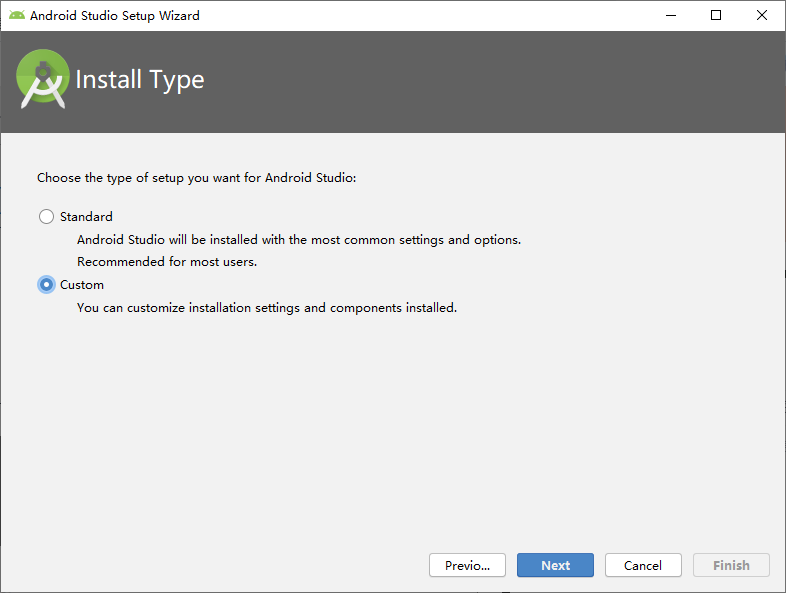 Android Studio Setup Wizard
Install Type
Choose the type of setup you want for Android Studio:
Standard
Android Studio will be installed with the most common settings and options.
Recommended for most users.
Custom
You can customize installation settings and components installed.
Previo...
Next
Cancel
Finish